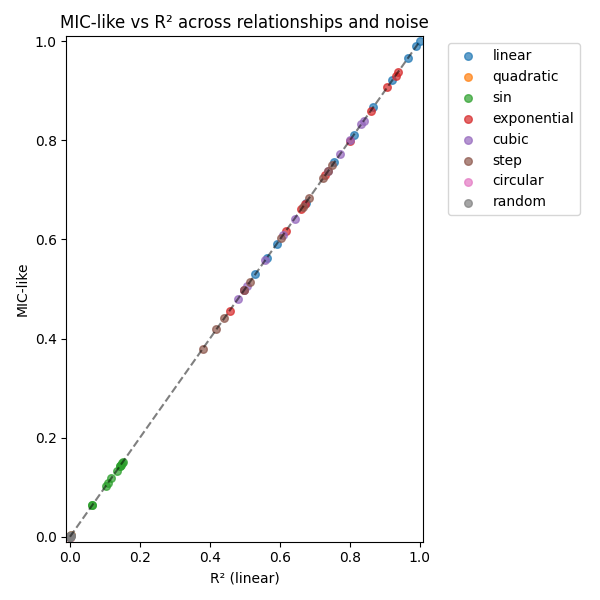 MIC-like vs R² across relationships and noise
MIC-like
1.0
0.8
0.6
0.4
0.2
0.0
0.0 0.2 0.4 0.6 0.8 1.0
R² (linear)
linear
quadratic
sin
exponential
cubic
step
circular
random